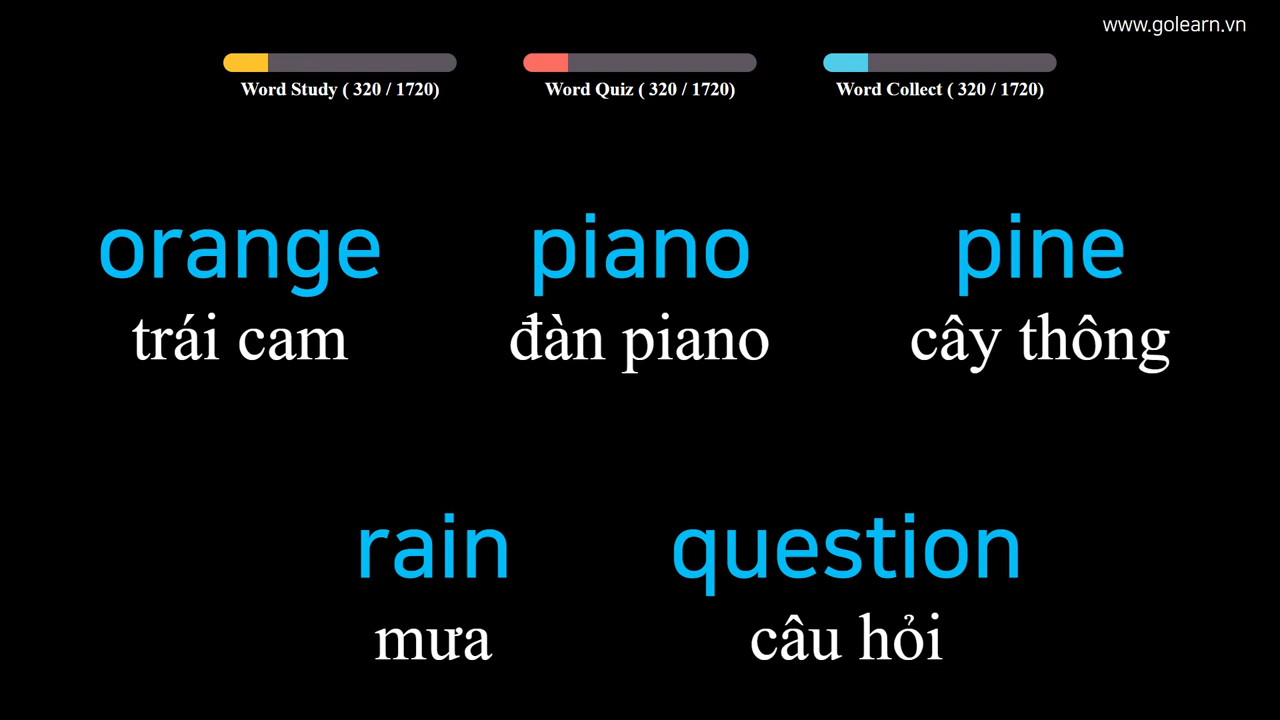 www.golearn.vn
Word Study ( 320 / 1720)
Word Quiz ( 320 / 1720)
Word Collect ( 320 / 1720)
orange
trái cam
piano
đàn piano
pine
cây thông
rain
mưa
question
câu hỏi